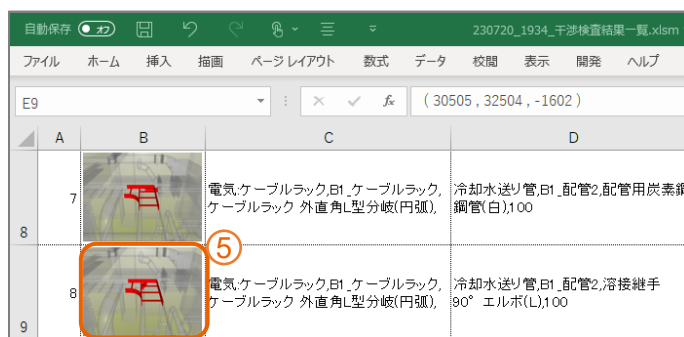 自動保存 オフ 230720_1934_干渉検査結果一覧.xlsm
ファイル ホーム 挿入 描画 ページ レイアウト 数式 データ 校閲 表示 開発 ヘルプ
E9 fx ( 30505 , 32504 , -1602 )
A B C D
8 7 電気:ケーブルラック,B1_ケーブルラック, 冷却水送り管,B1_配管2,配管用炭素鋼
ケーブルラック 外直角L型分岐(円弧), 鋼管(白),100
⑤
9 8 電気:ケーブルラック,B1_ケーブルラック, 冷却水送り管,B1_配管2,溶接継手
ケーブルラック 外直角L型分岐(円弧), 90° エルボ(L),100